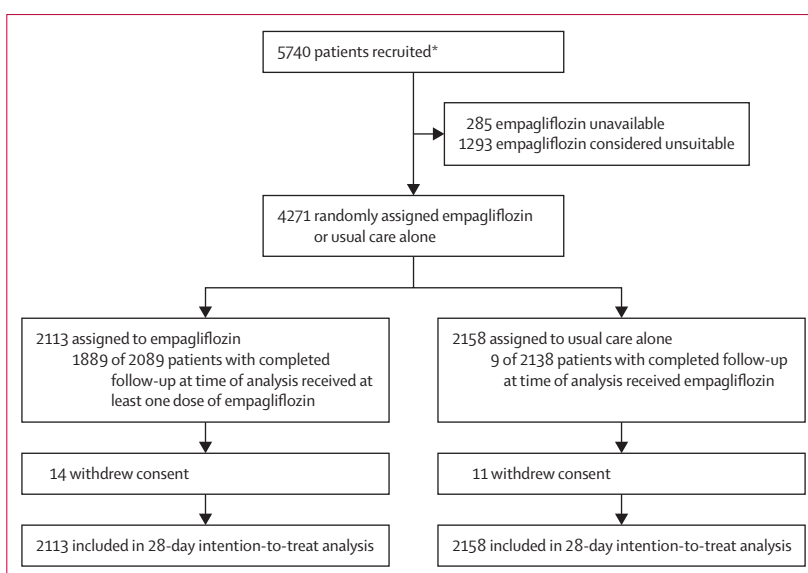 5740 patients recruited*
285 empagliflozin unavailable
1293 empagliflozin considered unsuitable
4271 randomly assigned empagliflozin
or usual care alone
2113 assigned to empagliflozin
1889 of 2089 patients with completed
follow-up at time of analysis received at
least one dose of empagliflozin
2158 assigned to usual care alone
9 of 2138 patients with completed follow-up
at time of analysis received empagliflozin
14 withdrew consent
11 withdrew consent
2113 included in 28-day intention-to-treat analysis
2158 included in 28-day intention-to-treat analysis